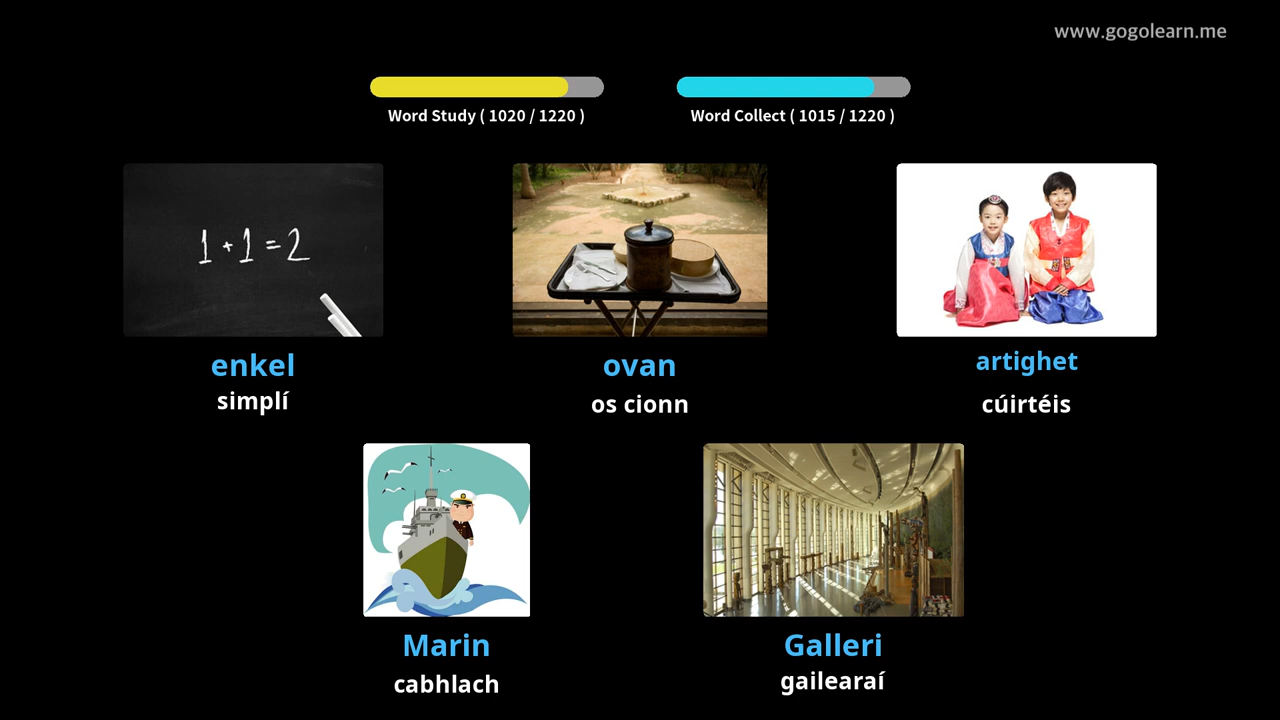 www.gogolearn.me
Word Study ( 1020 / 1220 )
Word Collect ( 1015 / 1220 )
1 + 1 = 2
enkel
simplí
ovan
os cionn
artighet
cúirtéis
Marin
cabhlach
Galleri
gailearaí